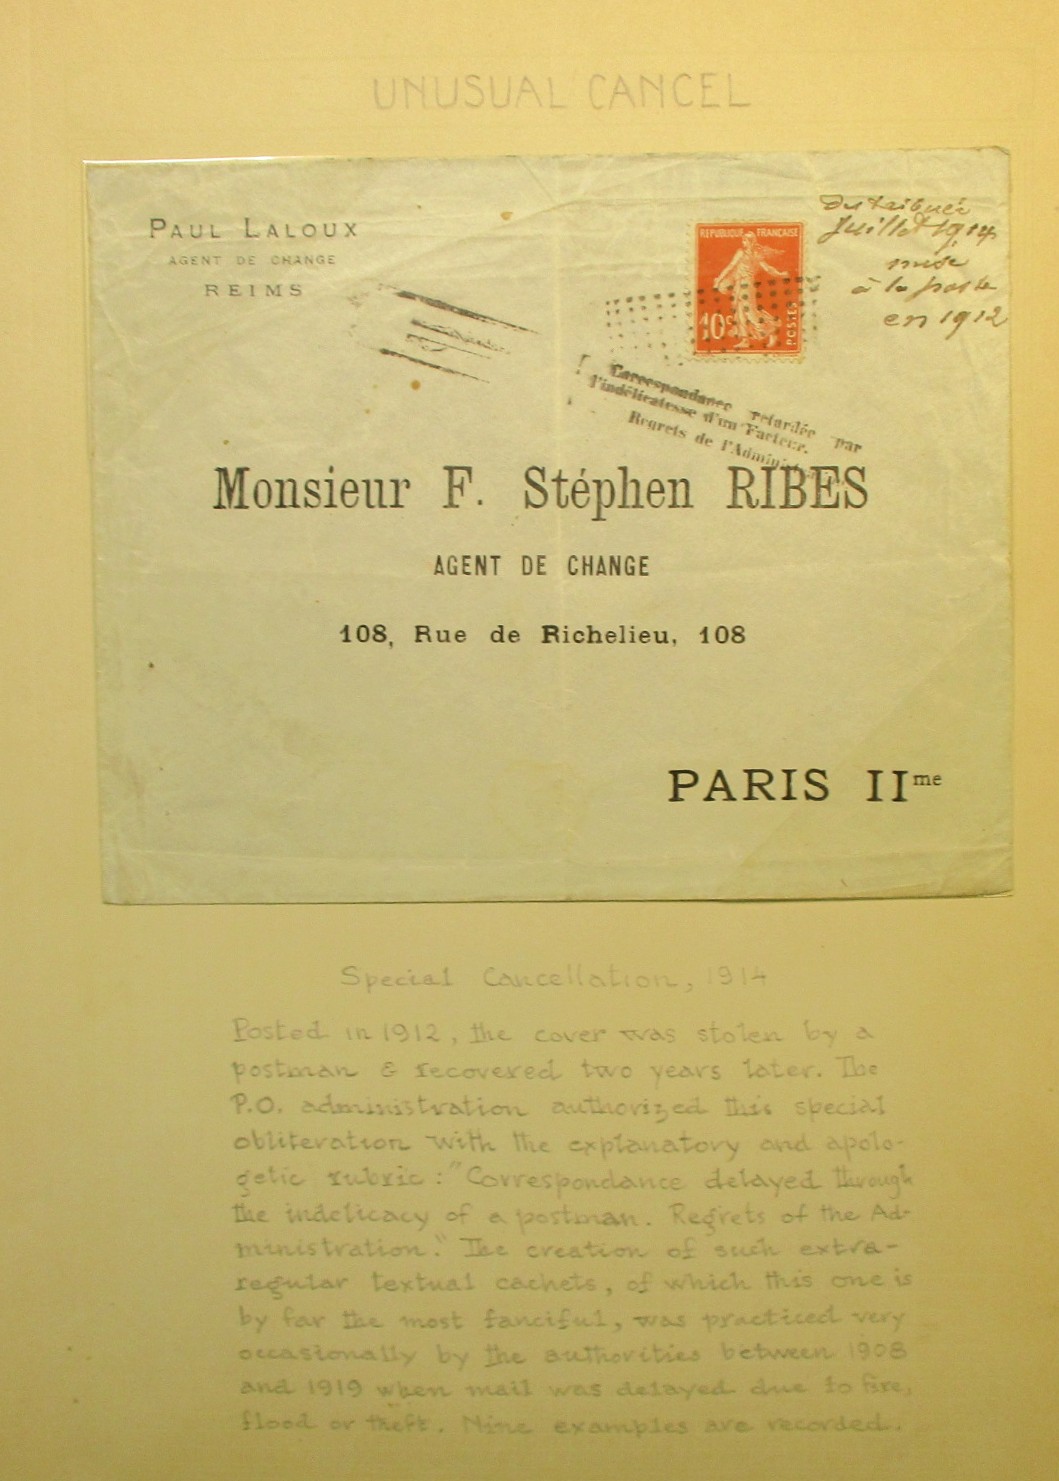 UNUSUAL CANCEL
PAUL LALOUX
AGENT DE CHANGE
REIMS
REPUBLIQUE FRANÇAISE
10c
POSTES
Distribuée
Juillet 1914
mise
à la poste
en 1912
Correspondance retardée par
l'indélicatesse d'un Facteur.
Regrets de l'Administration
Monsieur F. Stéphen RIBES
AGENT DE CHANGE
108, Rue de Richelieu, 108
PARIS IIme
Special Cancellation, 1914
Posted in 1912, the cover was stolen by a
postman & recovered two years later. The
P.O. administration authorized this special
obliteration with the explanatory and apolo-
getic rubric: "Correspondance delayed through
the indelicacy of a postman. Regrets of the Ad-
ministration." The creation of such extra-
regular textual cachets, of which this one is
by far the most fanciful, was practiced very
occasionally by the authorities between 1908
and 1919 when mail was delayed due to fire,
flood or theft. Nine examples are recorded.